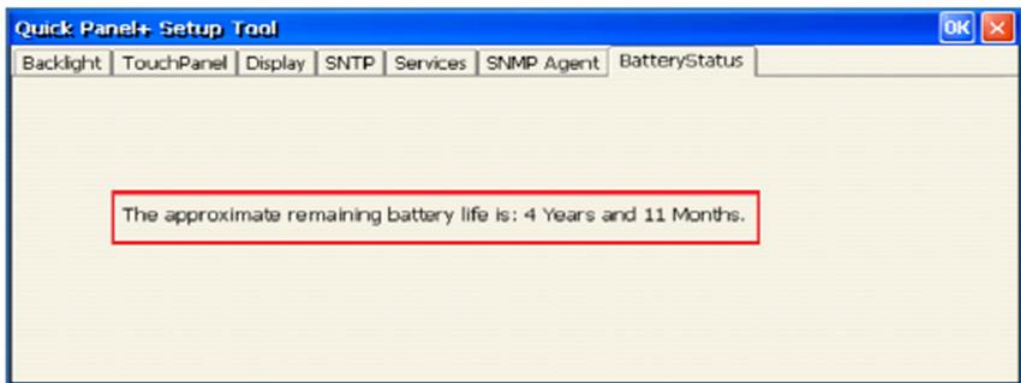 Quick Panel+ Setup Tool OK
Backlight TouchPanel Display SNTP Services SNMP Agent BatteryStatus
The approximate remaining battery life is: 4 Years and 11 Months.